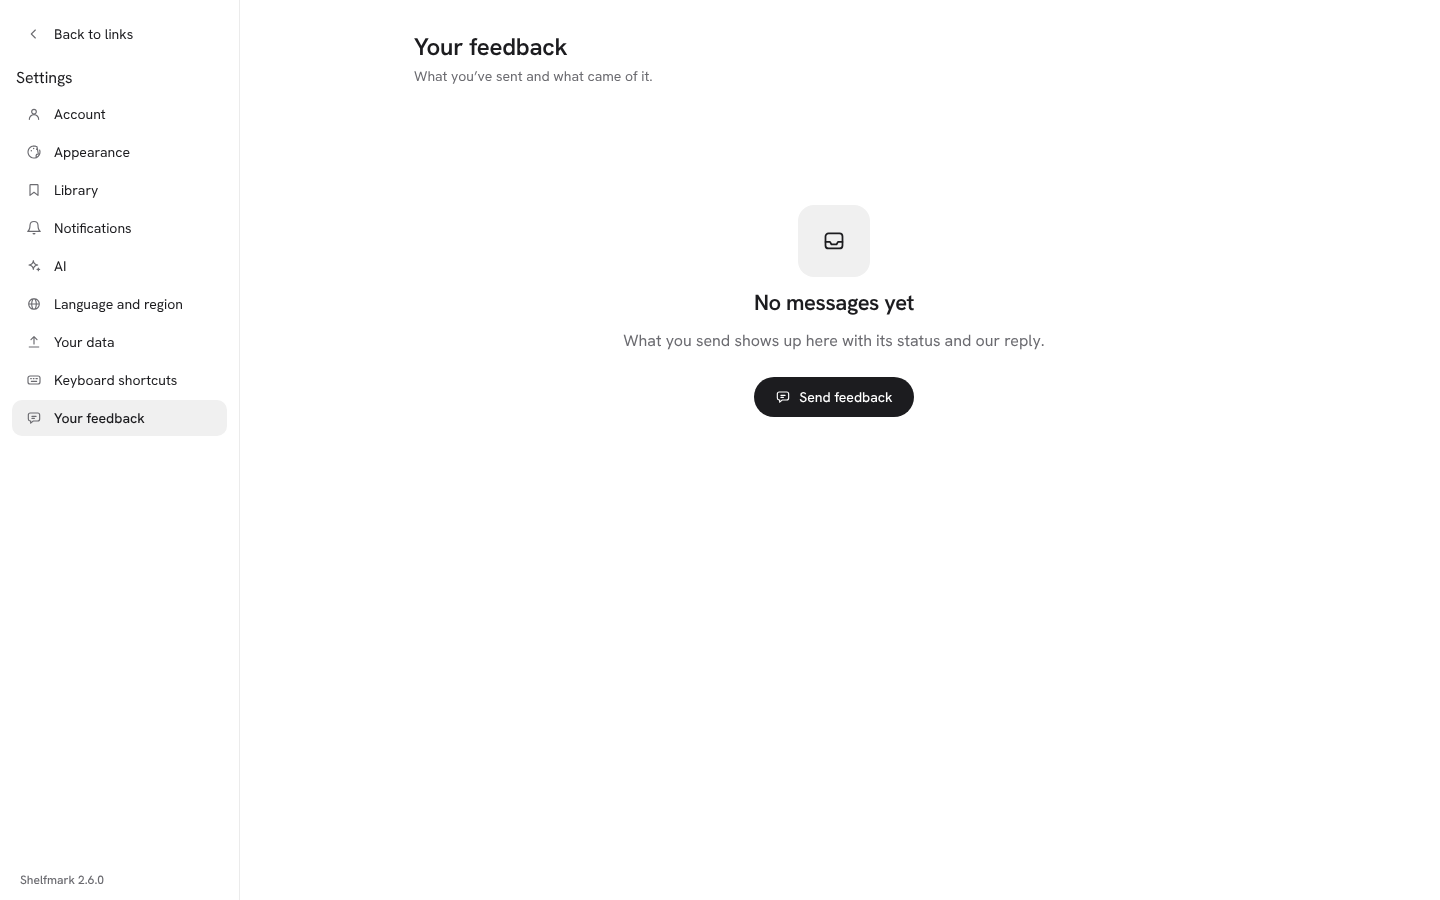 Back to links
Settings
Account
Appearance
Library
Notifications
AI
Language and region
Your data
Keyboard shortcuts
Your feedback
Shelfmark 2.6.0
Your feedback
What you’ve sent and what came of it.
No messages yet
What you send shows up here with its status and our reply.
Send feedback